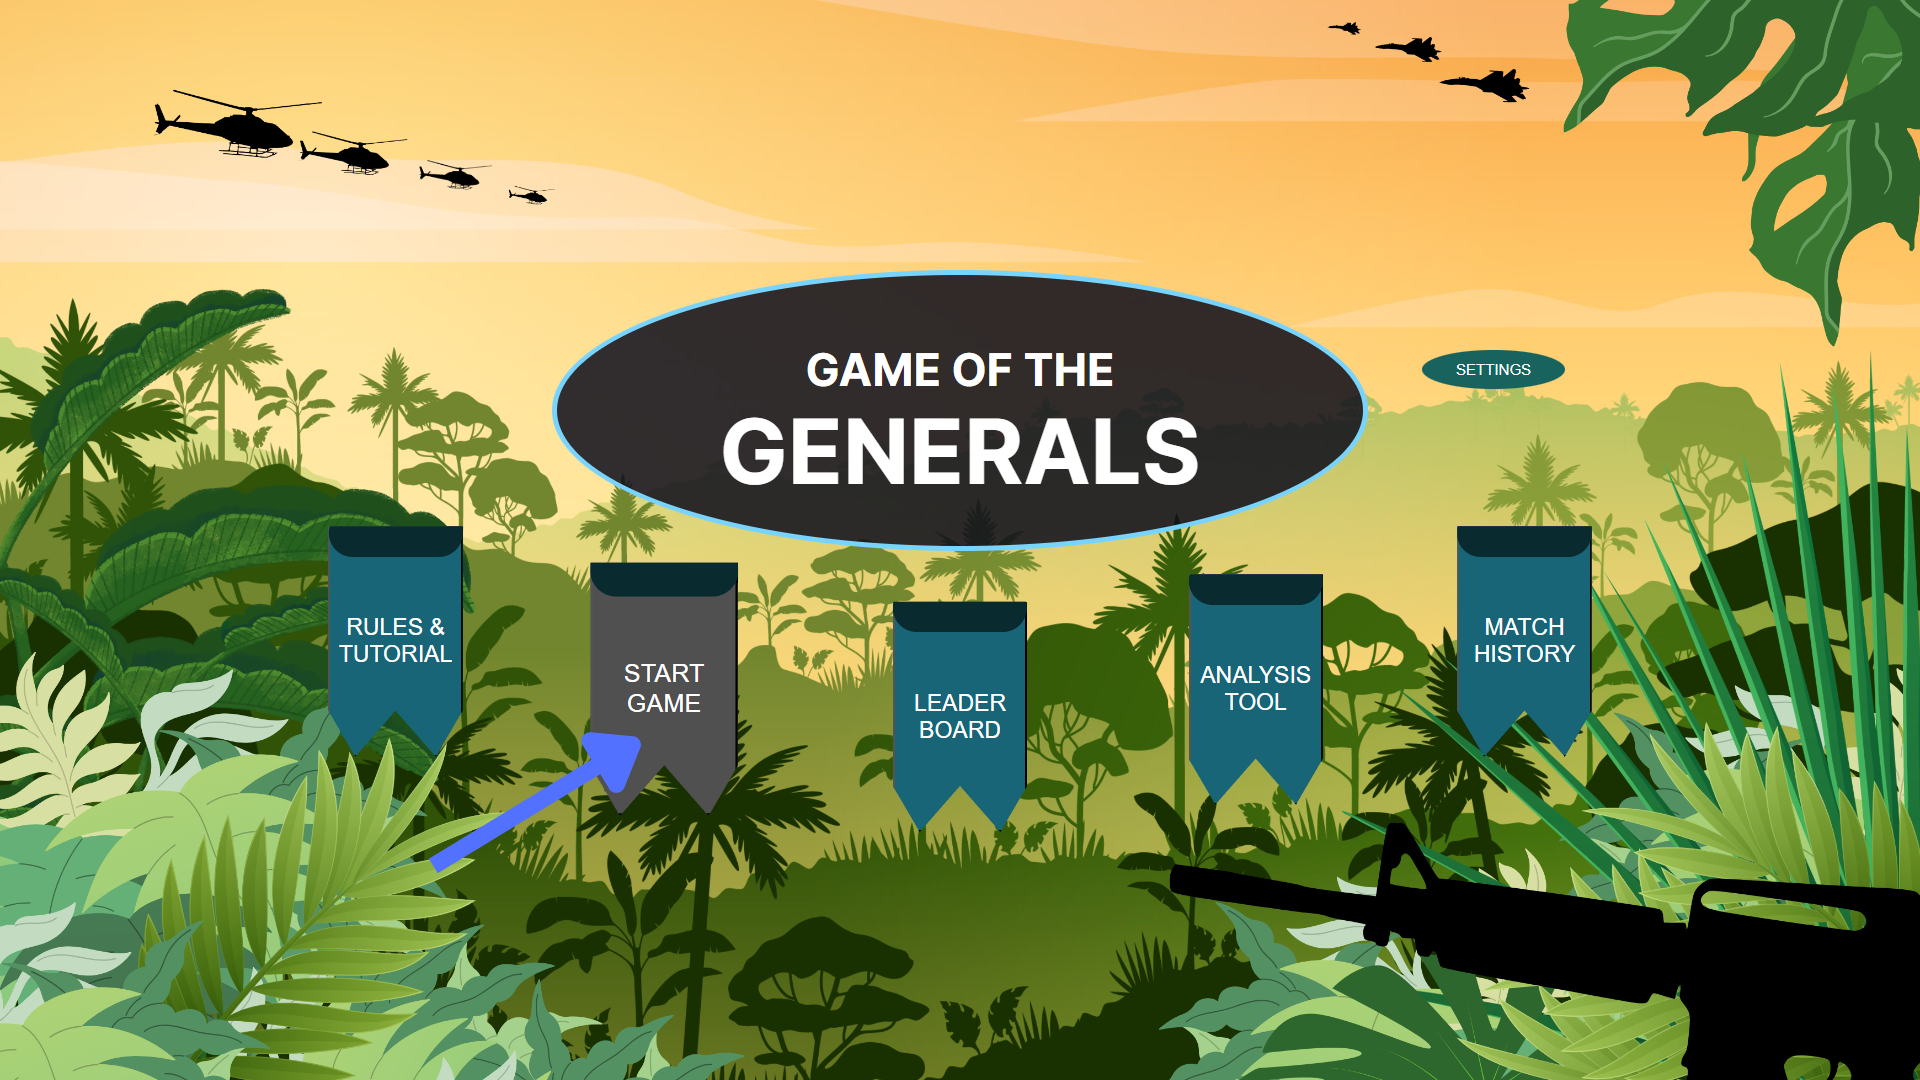 GAME OF THE
GENERALS
SETTINGS
RULES &
TUTORIAL
START
GAME
LEADER
BOARD
ANALYSIS
TOOL
MATCH
HISTORY